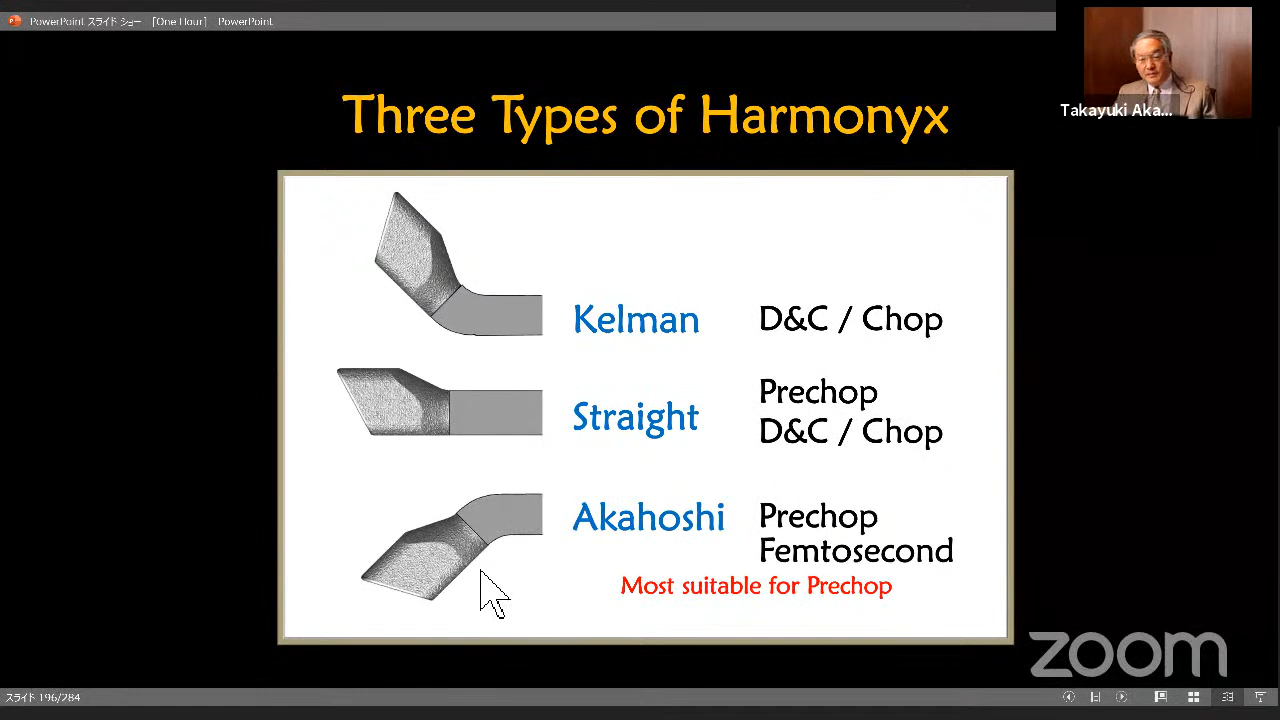 PowerPoint スライド ショー - [One Hour] - PowerPoint
Takayuki Aka...
Three Types of Harmonyx
Kelman D&C / Chop
Straight Prechop
D&C / Chop
Akahoshi Prechop
Femtosecond
Most suitable for Prechop
zoom
スライド 196/284